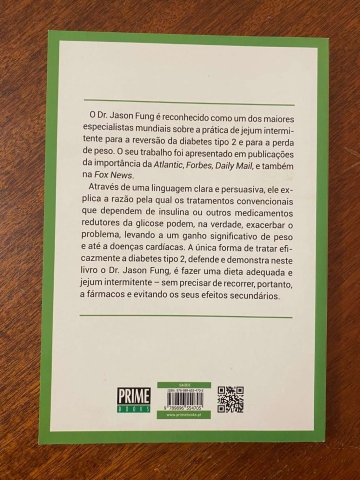 O Dr. Jason Fung é reconhecido como um dos maiores
especialistas mundiais sobre a prática de jejum intermi-
tente para a reversão da diabetes tipo 2 e para a perda
de peso. O seu trabalho foi apresentado em publicações
da importância da Atlantic, Forbes, Daily Mail, e também
na Fox News.
Através de uma linguagem clara e persuasiva, ele ex-
plica a razão pela qual os tratamentos convencionais
que dependem de insulina ou outros medicamentos
redutores da glicose podem, na verdade, exacerbar o
problema, levando a um ganho significativo de peso
e até a doenças cardíacas. A única forma de tratar efi-
cazmente a diabetes tipo 2, defende e demonstra neste
livro o Dr. Jason Fung, é fazer uma dieta adequada e
jejum intermitente – sem precisar de recorrer, portanto,
a fármacos e evitando os seus efeitos secundários.
PRIME
BOOKS
SAÚDE
www.primebooks.pt